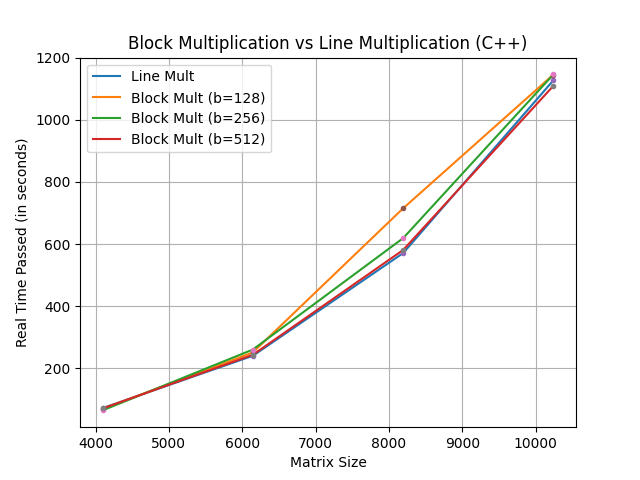 Block Multiplication vs Line Multiplication (C++)
Line Mult
Block Mult (b=128)
Block Mult (b=256)
Block Mult (b=512)
Real Time Passed (in seconds)
1200
1000
800
600
400
200
4000 5000 6000 7000 8000 9000 10000
Matrix Size